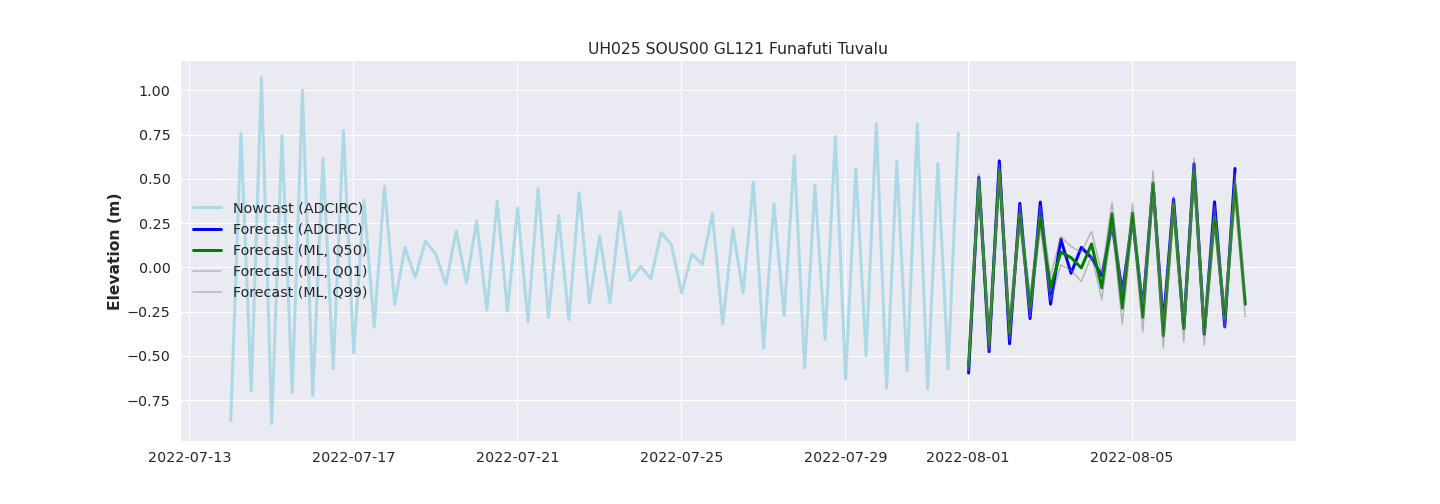 UH025 SOUS00 GL121 Funafuti Tuvalu
Elevation (m)
1.00
0.75
0.50
0.25
0.00
−0.25
−0.50
−0.75
Nowcast (ADCIRC)
Forecast (ADCIRC)
Forecast (ML, Q50)
Forecast (ML, Q01)
Forecast (ML, Q99)
2022-07-13 2022-07-17 2022-07-21 2022-07-25 2022-07-29 2022-08-01 2022-08-05